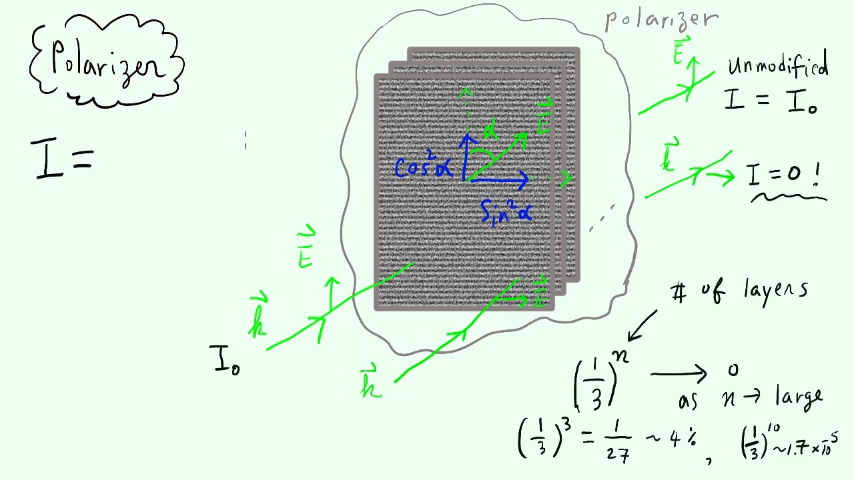 Polarizer
polarizer
I =
E
unmodified
I = I₀
k
I = 0 !
α
E
cos²α
Sin²α
E
k
I₀
k
E
# of layers
(1/3)ⁿ → 0
as n → large
(1/3)³ = 1/27 ~ 4%, (1/3)¹⁰ ~ 1.7 × 10⁻⁵